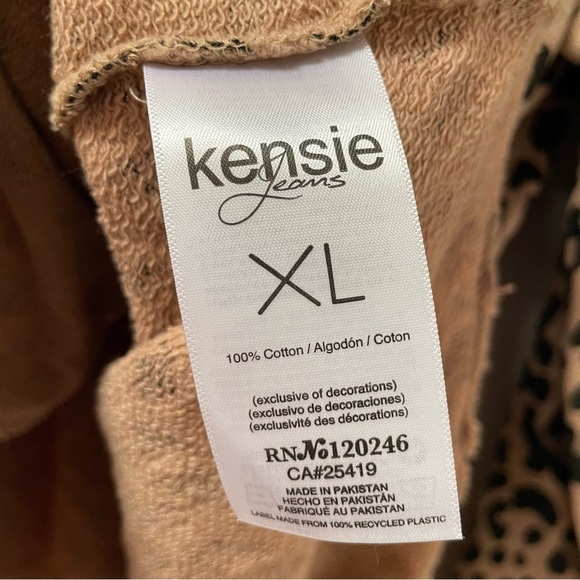 kensie
Jeans
XL
100% Cotton / Algodón / Coton
(exclusive of decorations)
(exclusivo de decoraciones)
(exclusivité des décorations)
RN№120246
CA#25419
MADE IN PAKISTAN
HECHO EN PAKISTÁN
FABRIQUÉ AU PAKISTAN
LABEL MADE FROM 100% RECYCLED PLASTIC